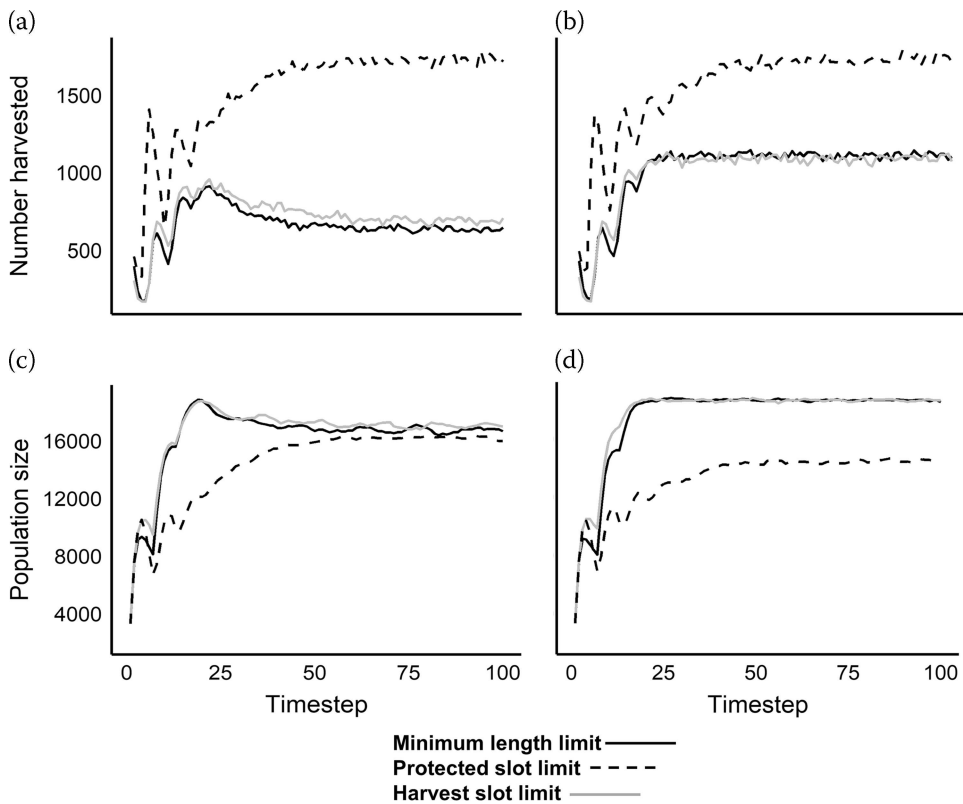 (a)
(b)
Number harvested
1500
1000
500
(c)
(d)
Population size
16000
12000
8000
4000
0 25 50 75 100
0 25 50 75 100
Timestep
Timestep
Minimum length limit
Protected slot limit
Harvest slot limit